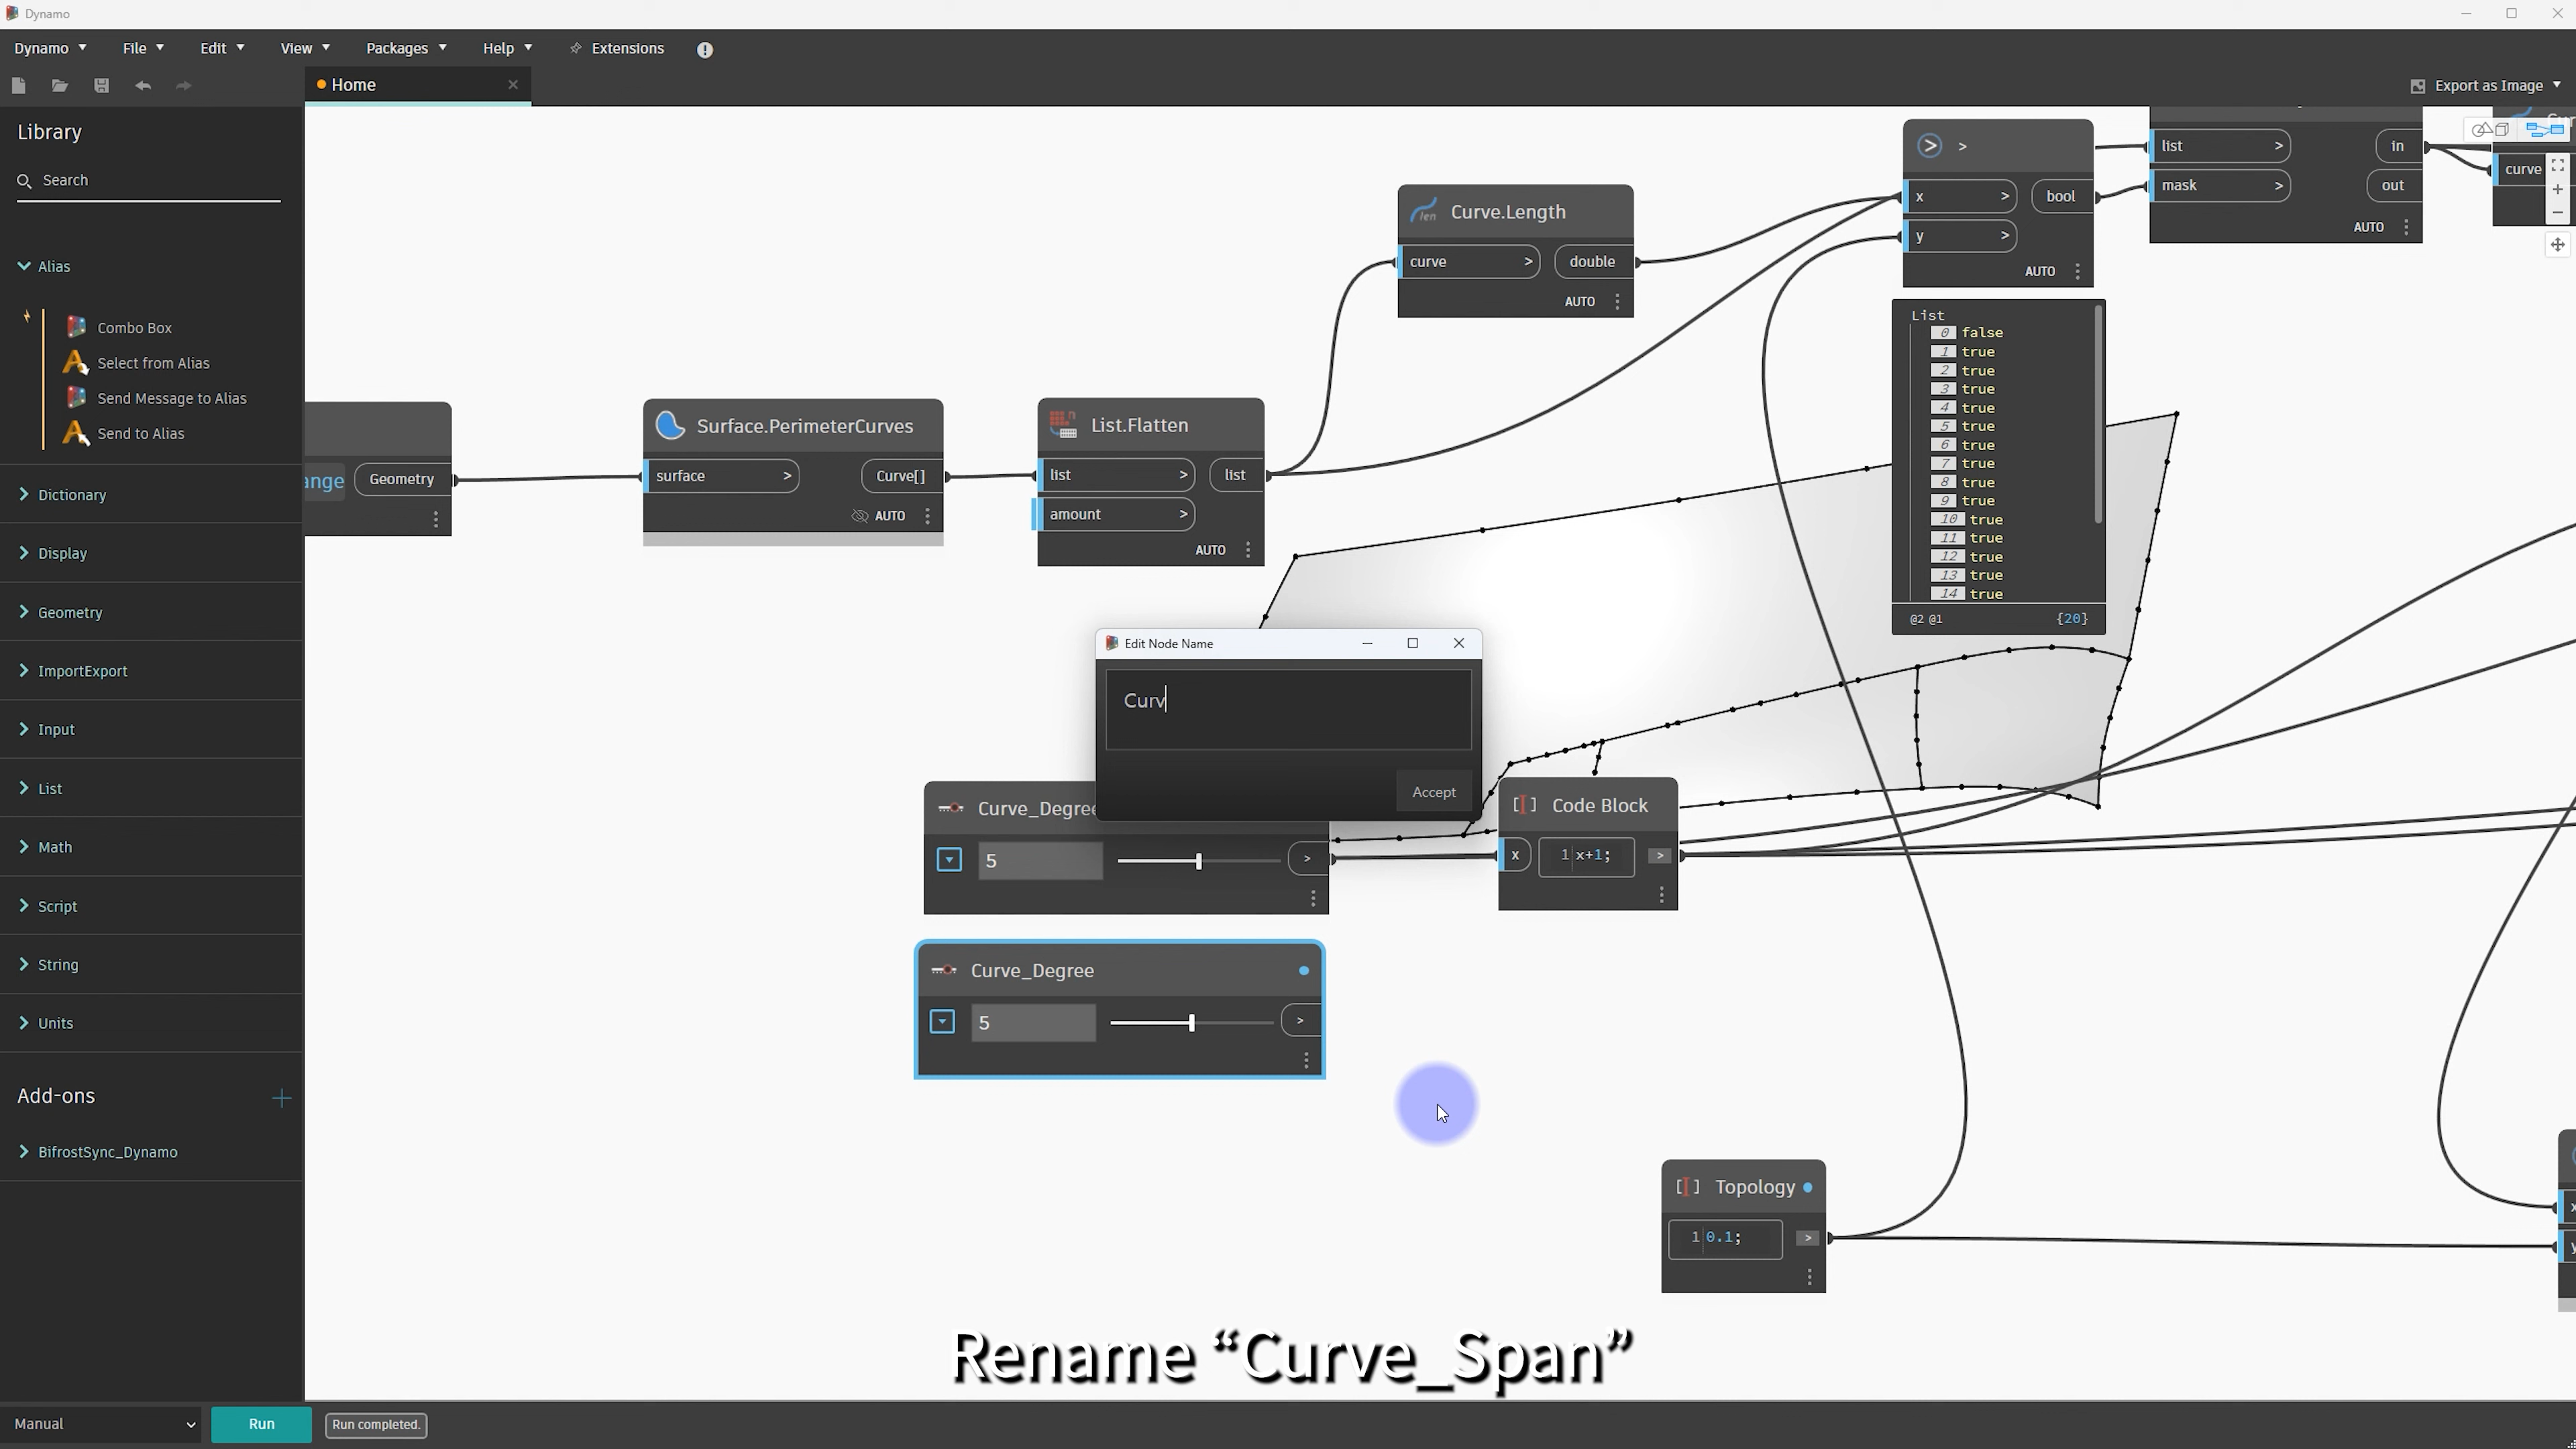 Dynamo
Dynamo File Edit View Packages Help Extensions
Home
Export as Image
Library
Search
Alias
Combo Box
Select from Alias
Send Message to Alias
Send to Alias
Dictionary
Display
Geometry
ImportExport
Input
List
Math
Script
String
Units
Add-ons
BifrostSync_Dynamo
ange Geometry
Surface.PerimeterCurves
surface > Curve[]
AUTO
List.Flatten
list > list
amount >
AUTO
Curve.Length
curve > double
AUTO
> >
x > bool
y >
AUTO
List
0 false
1 true
2 true
3 true
4 true
5 true
6 true
7 true
8 true
9 true
10 true
11 true
12 true
13 true
14 true
@2 @1 {20}
list > in
mask > out
AUTO
curve
Edit Node Name
Curv
Accept
Curve_Degree
5 >
Code Block
x 1 x+1; >
Curve_Degree
5 >
Topology
1 0.1; >
x
y
Rename “Curve_Span”
Manual Run Run completed.